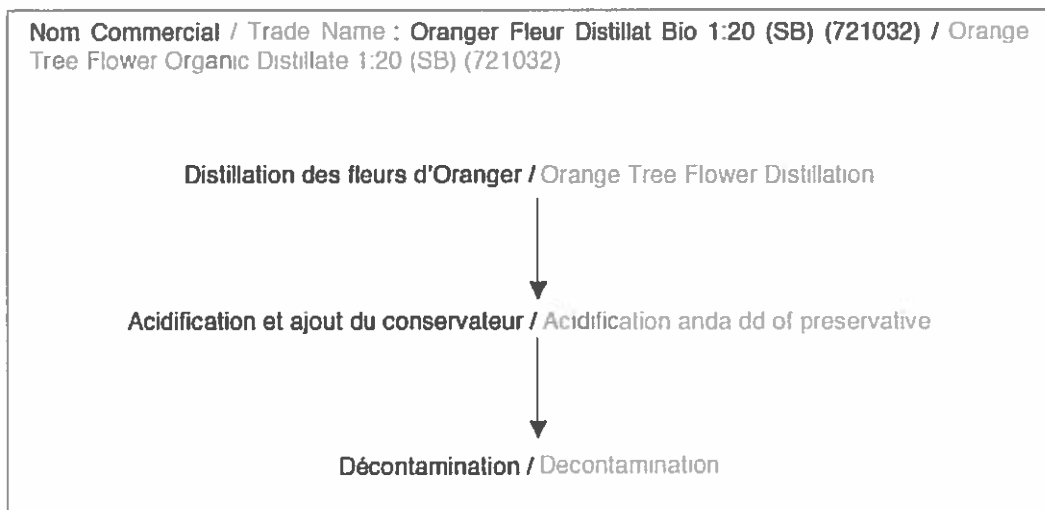 Nom Commercial / Trade Name : Oranger Fleur Distillat Bio 1:20 (SB) (721032) / Orange
Tree Flower Organic Distillate 1:20 (SB) (721032)
Distillation des fleurs d'Oranger / Orange Tree Flower Distillation
Acidification et ajout du conservateur / Acidification anda dd of preservative
Décontamination / Decontamination